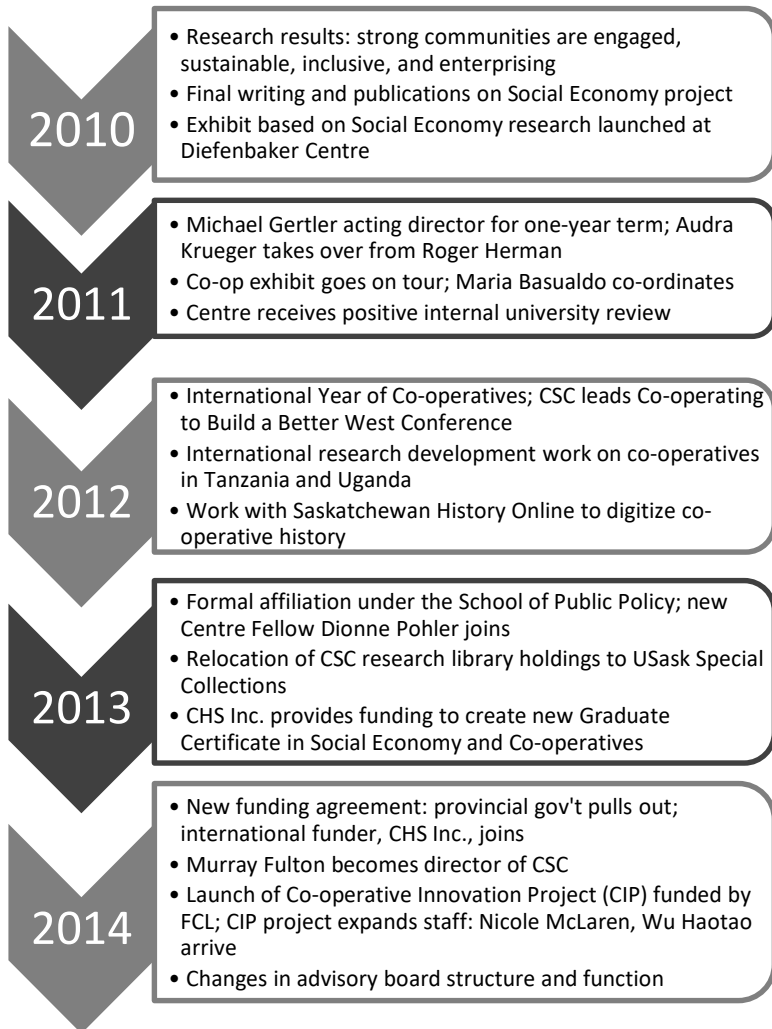 2010
• Research results: strong communities are engaged,
sustainable, inclusive, and enterprising
• Final writing and publications on Social Economy project
• Exhibit based on Social Economy research launched at
Diefenbaker Centre
2011
• Michael Gertler acting director for one-year term; Audra
Krueger takes over from Roger Herman
• Co-op exhibit goes on tour; Maria Basualdo co-ordinates
• Centre receives positive internal university review
2012
• International Year of Co-operatives; CSC leads Co-operating
to Build a Better West Conference
• International research development work on co-operatives
in Tanzania and Uganda
• Work with Saskatchewan History Online to digitize co-
operative history
2013
• Formal affiliation under the School of Public Policy; new
Centre Fellow Dionne Pohler joins
• Relocation of CSC research library holdings to USask Special
Collections
• CHS Inc. provides funding to create new Graduate
Certificate in Social Economy and Co-operatives
2014
• New funding agreement: provincial gov't pulls out;
international funder, CHS Inc., joins
• Murray Fulton becomes director of CSC
• Launch of Co-operative Innovation Project (CIP) funded by
FCL; CIP project expands staff: Nicole McLaren, Wu Haotao
arrive
• Changes in advisory board structure and function